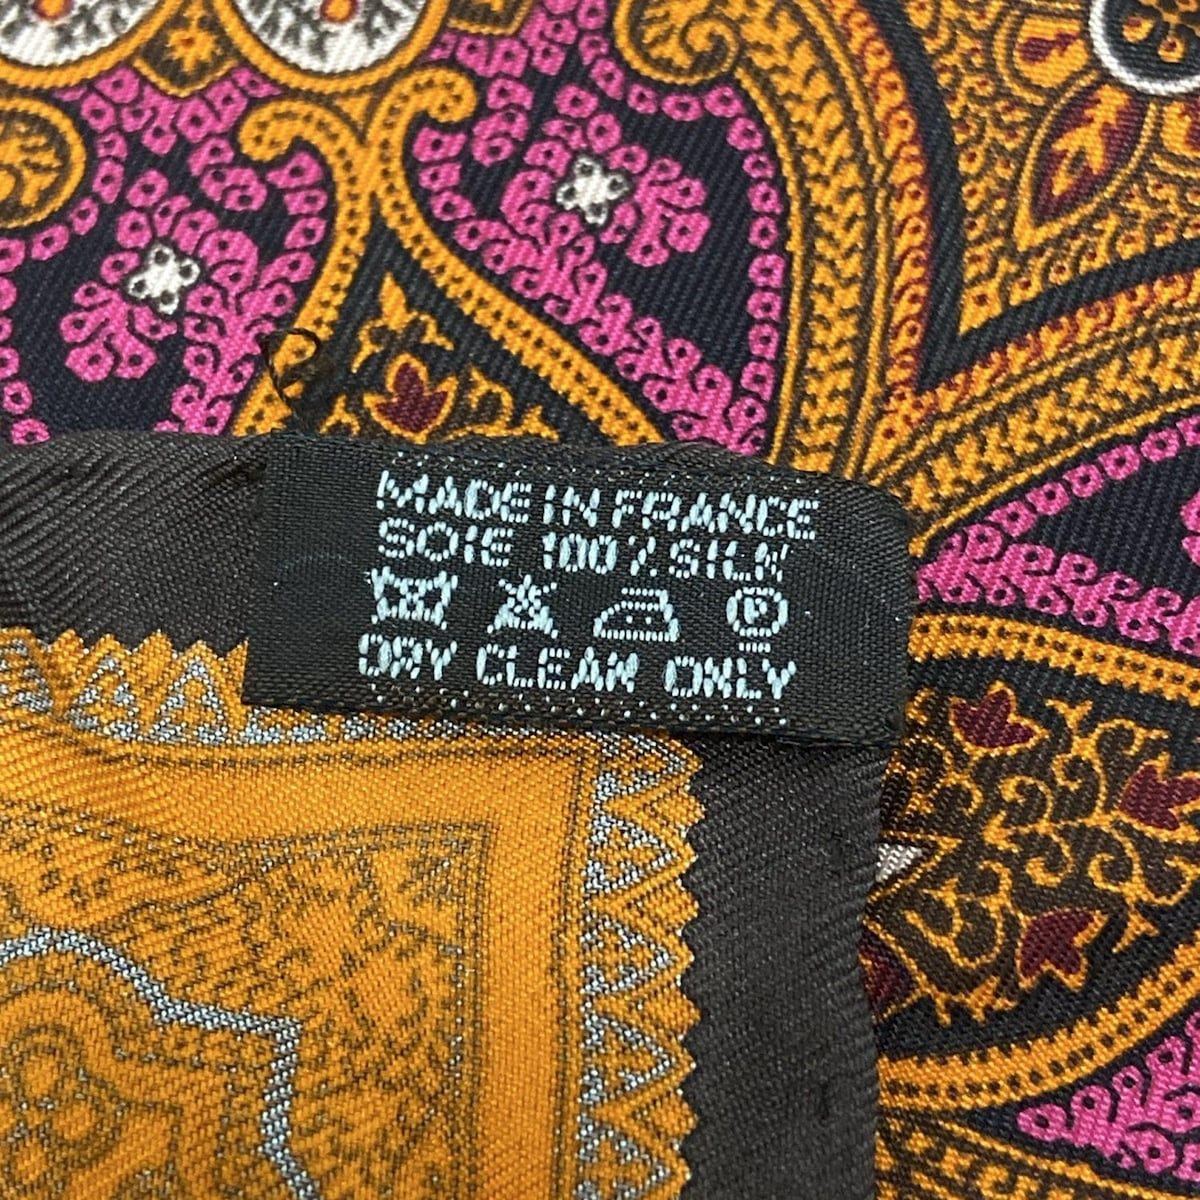 MADE IN FRANCE
SOIE 100% SILK
P
DRY CLEAN ONLY